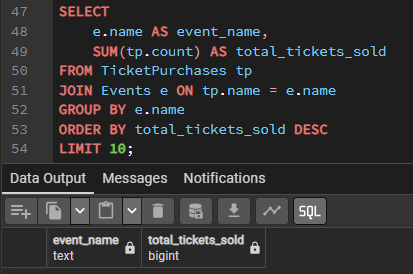 47 SELECT
48 e.name AS event_name,
49 SUM(tp.count) AS total_tickets_sold
50 FROM TicketPurchases tp
51 JOIN Events e ON tp.name = e.name
52 GROUP BY e.name
53 ORDER BY total_tickets_sold DESC
54 LIMIT 10;
Data Output Messages Notifications
SQL
event_name total_tickets_sold
text bigint